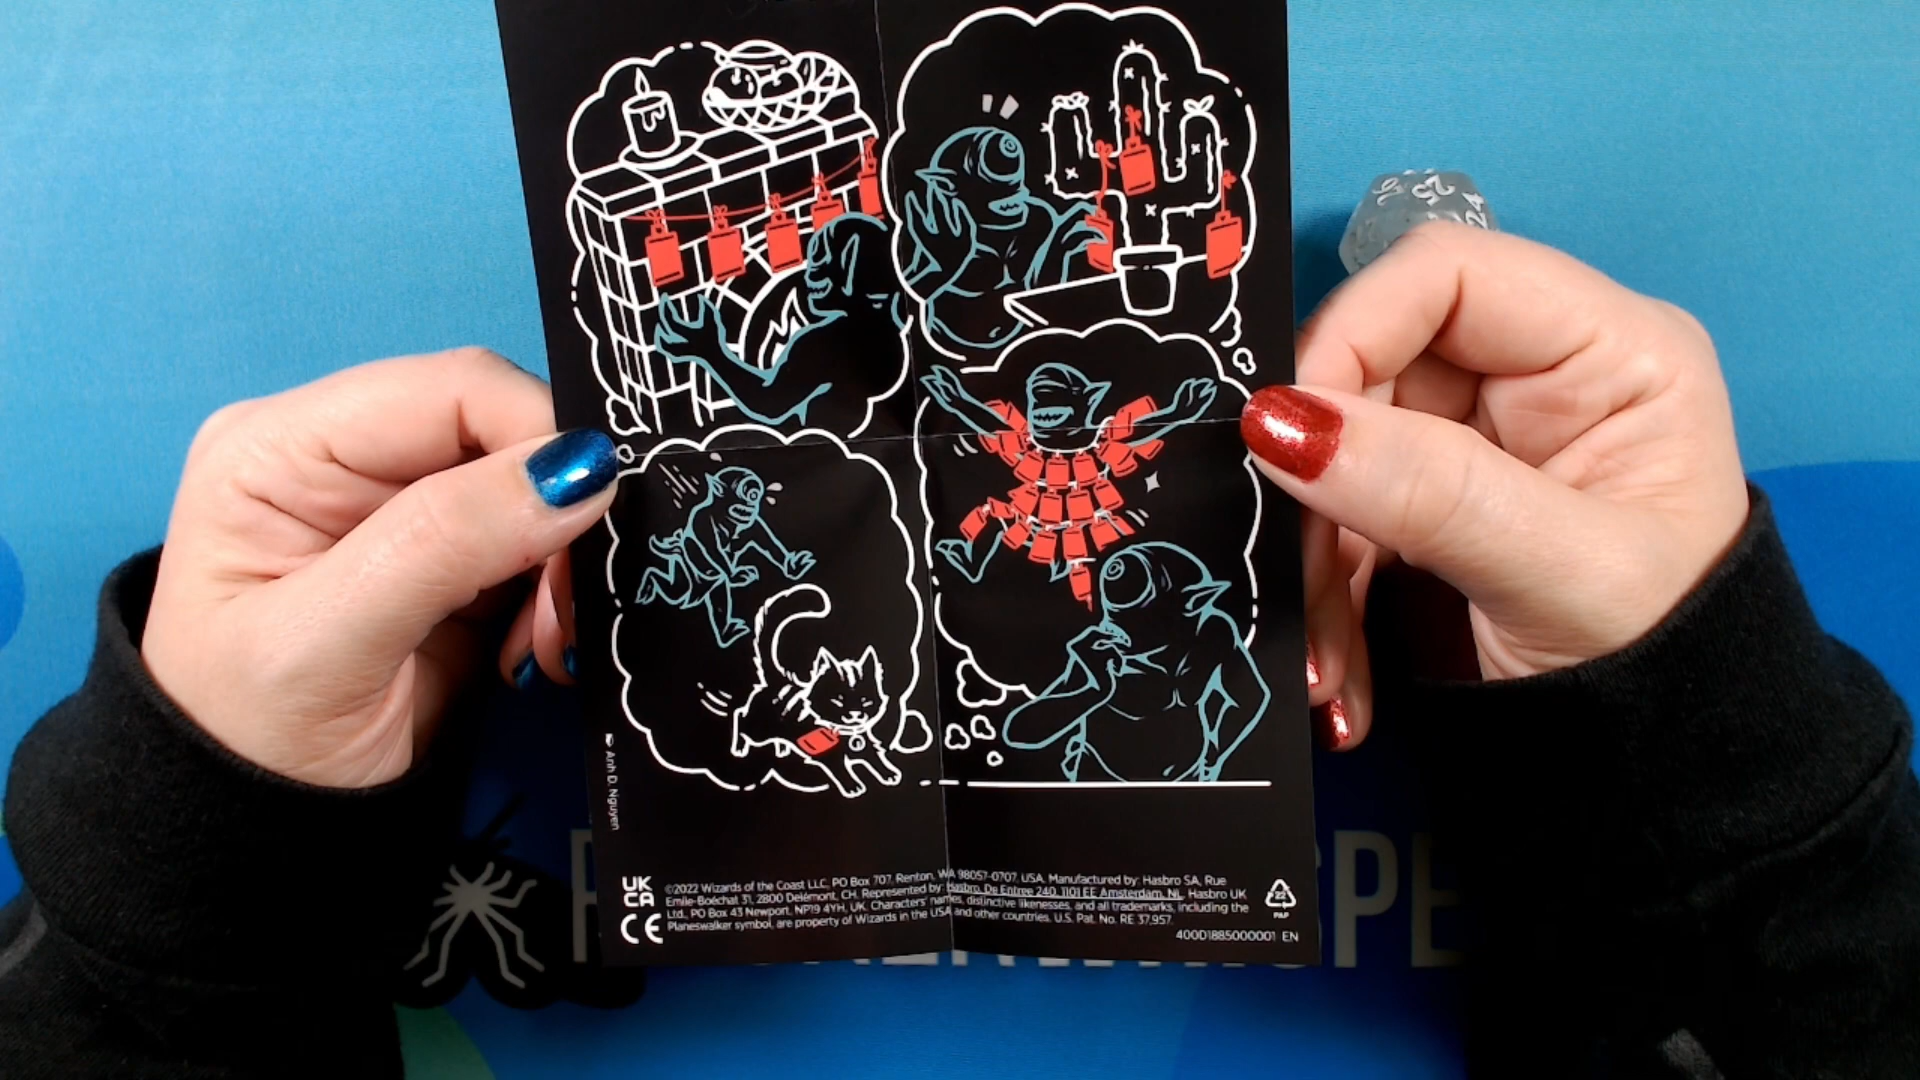 25
24
Anh D. Nguyen
UK
CA
CE
©2022 Wizards of the Coast LLC, PO Box 707, Renton, WA 98057-0707, USA. Manufactured by: Hasbro SA, Rue
Emile-Boéchat 31, 2800 Delémont, CH. Represented by: Hasbro, De Entree 240, 1101 EE Amsterdam, NL. Hasbro UK
Ltd., PO Box 43 Newport, NP19 4YH, UK. Characters' names, distinctive likenesses, and all trademarks, including the
Planeswalker symbol, are property of Wizards in the USA and other countries. U.S. Pat. No. RE 37,957.
22
PAP
400D1885000001 EN